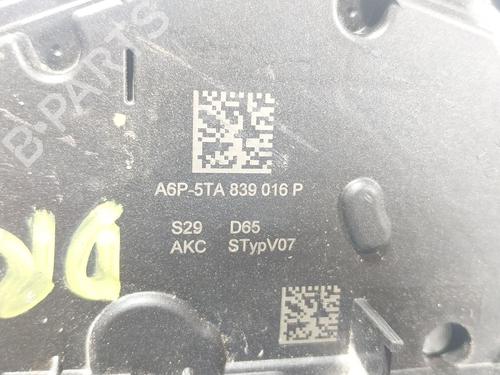 B-PARTS
A6P-5TA 839 016 P
S29 D65
AKC STypV07